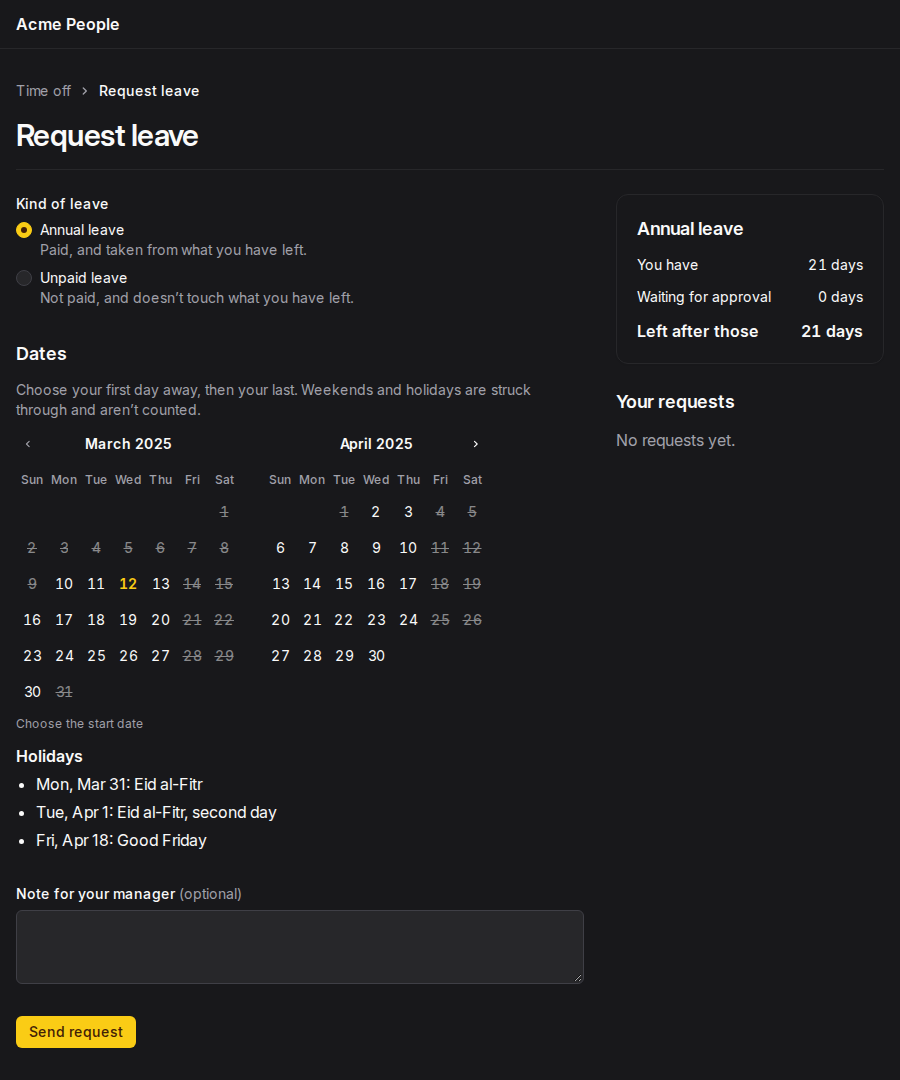 Acme People
Time off › Request leave
Request leave
Kind of leave
Annual leave
Paid, and taken from what you have left.
Unpaid leave
Not paid, and doesn’t touch what you have left.
Dates
Choose your first day away, then your last. Weekends and holidays are struck
through and aren’t counted.
March 2025
Sun Mon Tue Wed Thu Fri Sat
1
2 3 4 5 6 7 8
9 10 11 12 13 14 15
16 17 18 19 20 21 22
23 24 25 26 27 28 29
30 31
April 2025
Sun Mon Tue Wed Thu Fri Sat
1 2 3 4 5
6 7 8 9 10 11 12
13 14 15 16 17 18 19
20 21 22 23 24 25 26
27 28 29 30
Choose the start date
Holidays
Mon, Mar 31: Eid al-Fitr
Tue, Apr 1: Eid al-Fitr, second day
Fri, Apr 18: Good Friday
Note for your manager (optional)
Send request
Annual leave
You have 21 days
Waiting for approval 0 days
Left after those 21 days
Your requests
No requests yet.